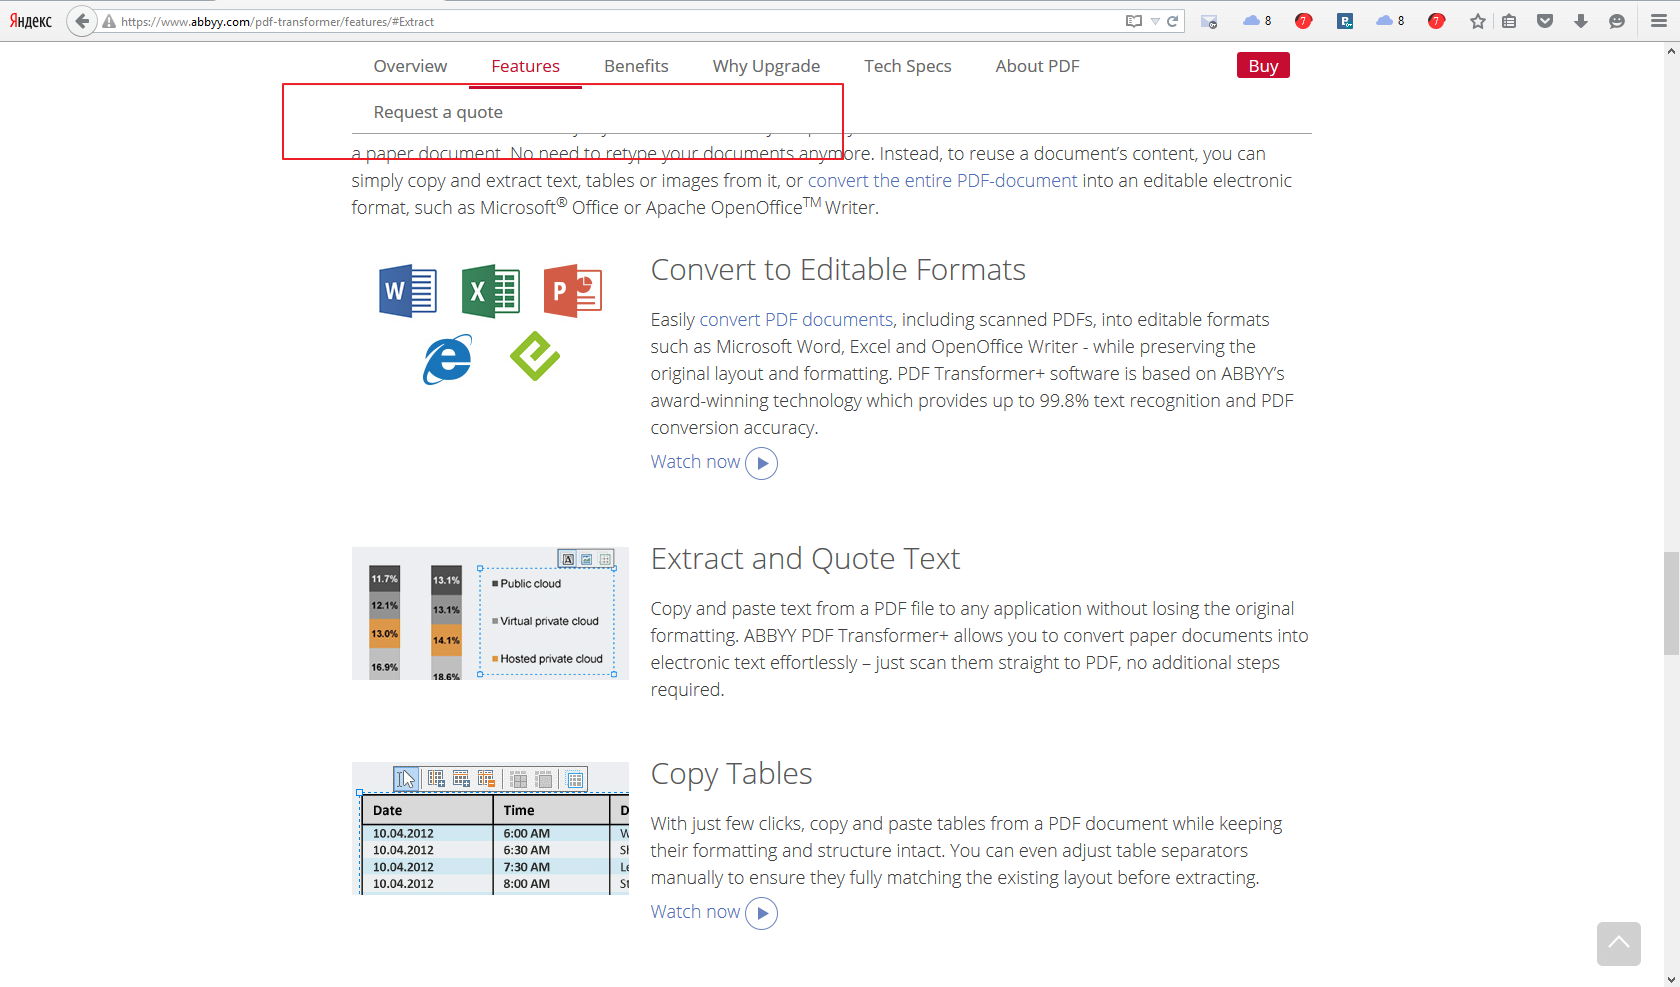 Яндекс
https://www.abbyy.com/pdf-transformer/features/#Extract
8
7
P
8
7
Overview Features Benefits Why Upgrade Tech Specs About PDF Buy
Request a quote
a paper document. No need to retype your documents anymore. Instead, to reuse a document’s content, you can
simply copy and extract text, tables or images from it, or convert the entire PDF-document into an editable electronic
format, such as Microsoft® Office or Apache OpenOffice™ Writer.
W X P
Convert to Editable Formats
Easily convert PDF documents, including scanned PDFs, into editable formats
such as Microsoft Word, Excel and OpenOffice Writer - while preserving the
original layout and formatting. PDF Transformer+ software is based on ABBYY’s
award-winning technology which provides up to 99.8% text recognition and PDF
conversion accuracy.
Watch now
A
11.7% 13.1% Public cloud
12.1% 13.1% Virtual private cloud
13.0% 14.1% Hosted private cloud
16.9% 18.6%
Extract and Quote Text
Copy and paste text from a PDF file to any application without losing the original
formatting. ABBYY PDF Transformer+ allows you to convert paper documents into
electronic text effortlessly – just scan them straight to PDF, no additional steps
required.
Date Time D
10.04.2012 6:00 AM W
10.04.2012 6:30 AM Sl
10.04.2012 7:30 AM Le
10.04.2012 8:00 AM St
Copy Tables
With just few clicks, copy and paste tables from a PDF document while keeping
their formatting and structure intact. You can even adjust table separators
manually to ensure they fully matching the existing layout before extracting.
Watch now